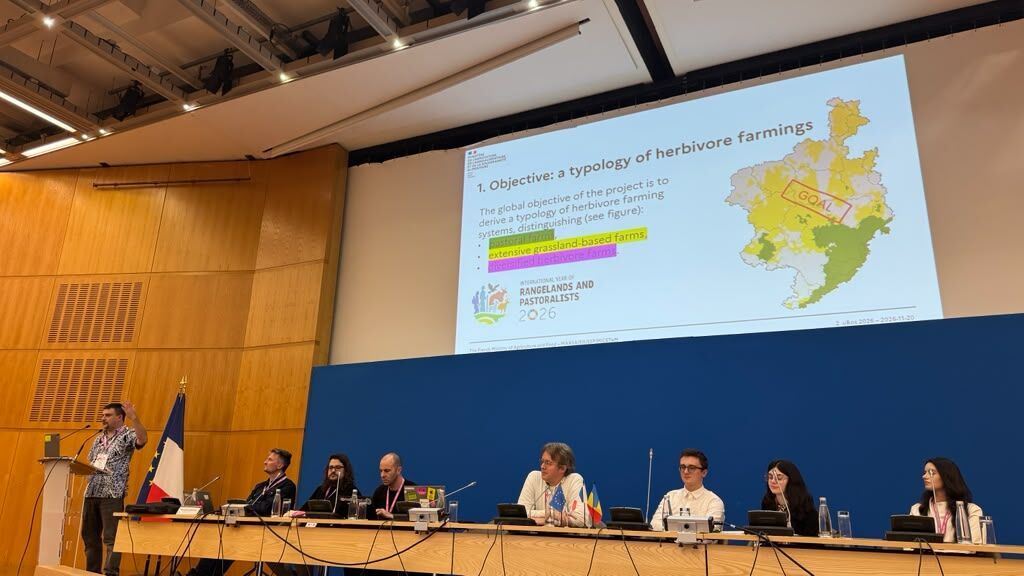 1. Objective: a typology of herbivore farmings
The global objective of the project is to
derive a typology of herbivore farming
systems, distinguishing (see figure):
• pastoral farms,
• extensive grassland-based farms,
• diversified herbivore farms.
GOAL
INTERNATIONAL YEAR OF
RANGELANDS AND
PASTORALISTS
2026